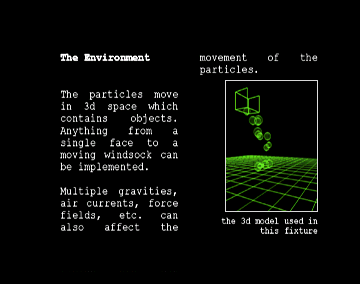 The Environment
The particles move
in 3d space which
contains objects.
Anything from a
single face to a
moving windsock can
be implemented.
Multiple gravities,
air currents, force
fields, etc. can
also affect the
movement of the
particles.
the 3d model used in
this fixture